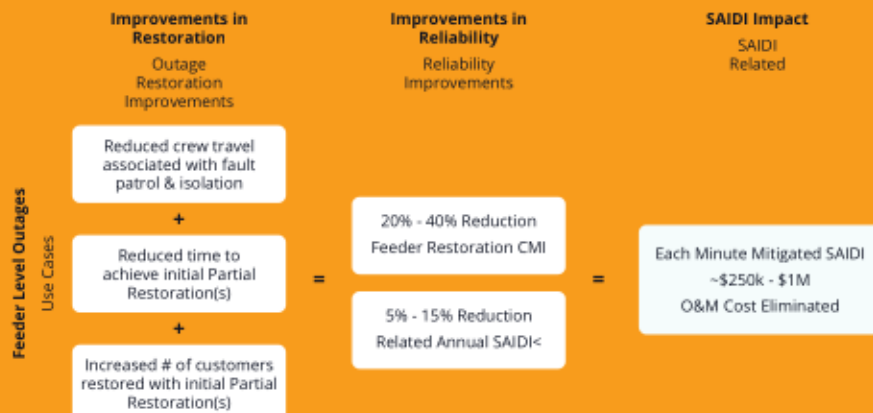 Improvements in
Restoration
Outage
Restoration
Improvements
Improvements in
Reliability
Reliability
Improvements
SAIDI Impact
SAIDI
Related
Feeder Level Outages
Use Cases
Reduced crew travel
associated with fault
patrol & isolation
+
Reduced time to
achieve initial Partial
Restoration(s)
+
Increased # of customers
restored with initial Partial
Restoration(s)
=
20% - 40% Reduction
Feeder Restoration CMI
5% - 15% Reduction
Related Annual SAIDI<
=
Each Minute Mitigated SAIDI
~$250k - $1M
O&M Cost Eliminated